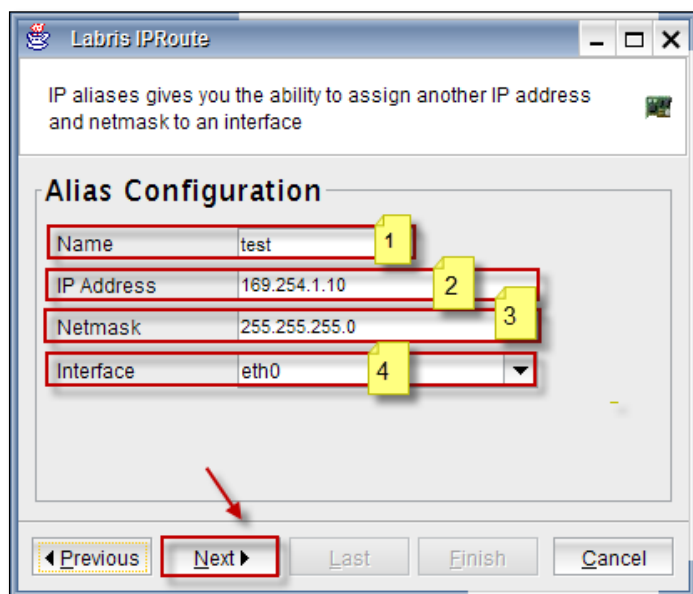 Labris IPRoute
IP aliases gives you the ability to assign another IP address
and netmask to an interface
Alias Configuration
Name test 1
IP Address 169.254.1.10 2
Netmask 255.255.255.0 3
Interface eth0 4
Previous Next Last Finish Cancel